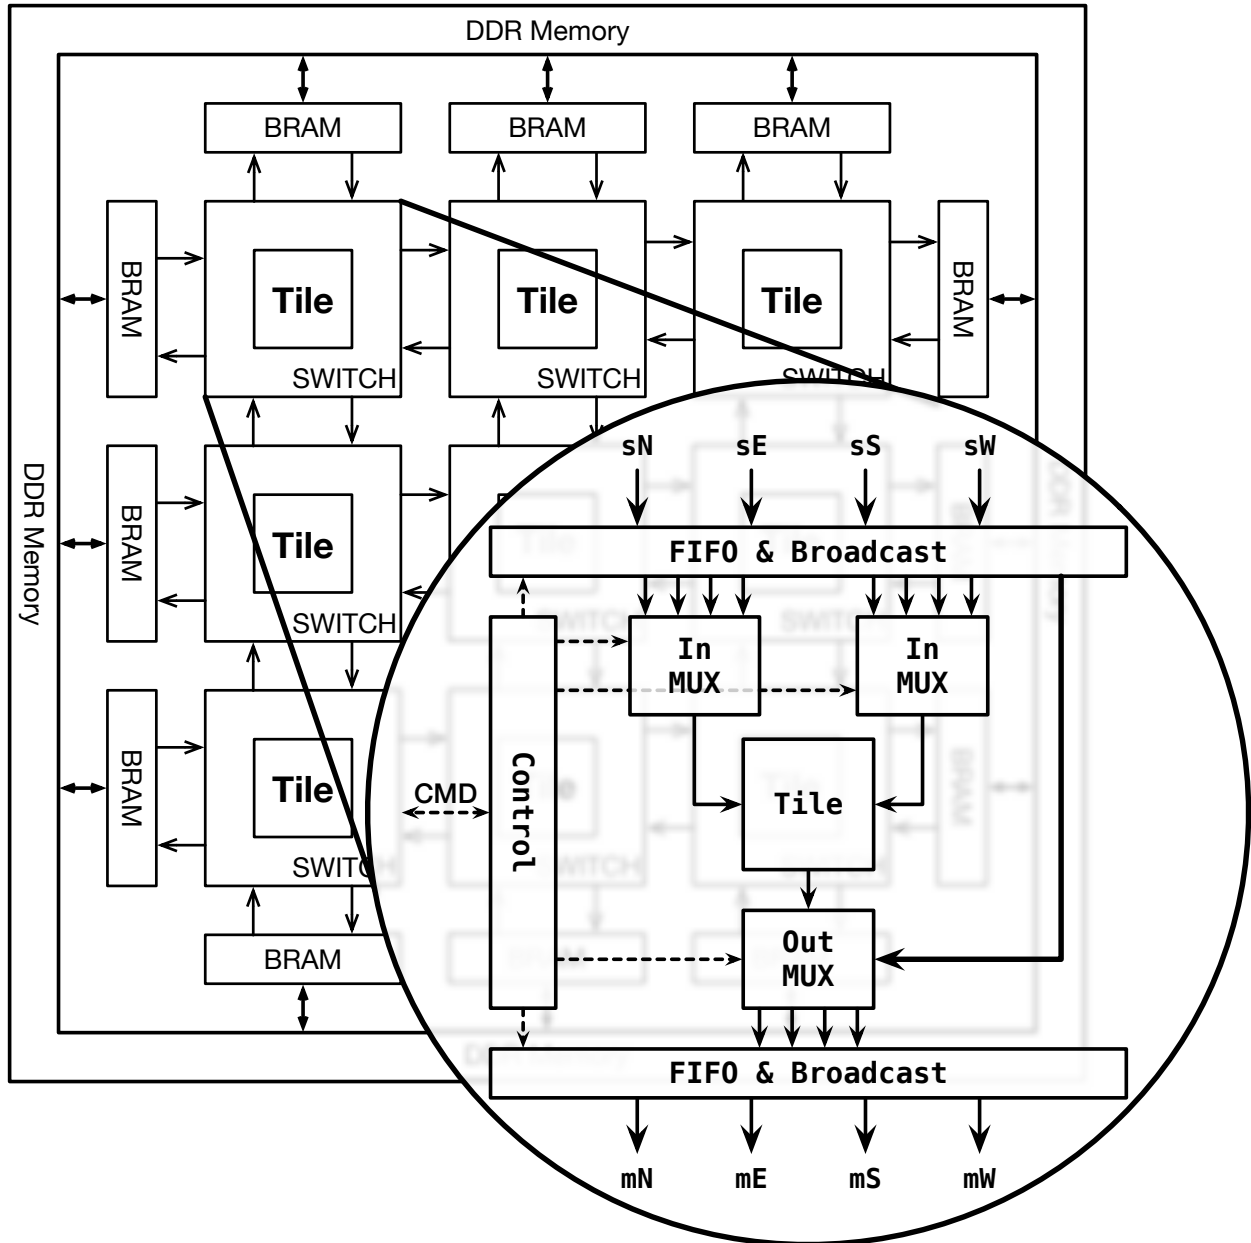 DDR Memory
BRAM
BRAM
BRAM
BRAM
Tile
Tile
Tile
BRAM
SWITCH
SWITCH
SWITCH
DDR Memory
BRAM
Tile
SWITCH
BRAM
Tile
SWITCH
BRAM
sN
sE
sS
sW
FIFO & Broadcast
In
MUX
In
MUX
Control
CMD
Tile
Out
MUX
FIFO & Broadcast
mN
mE
mS
mW